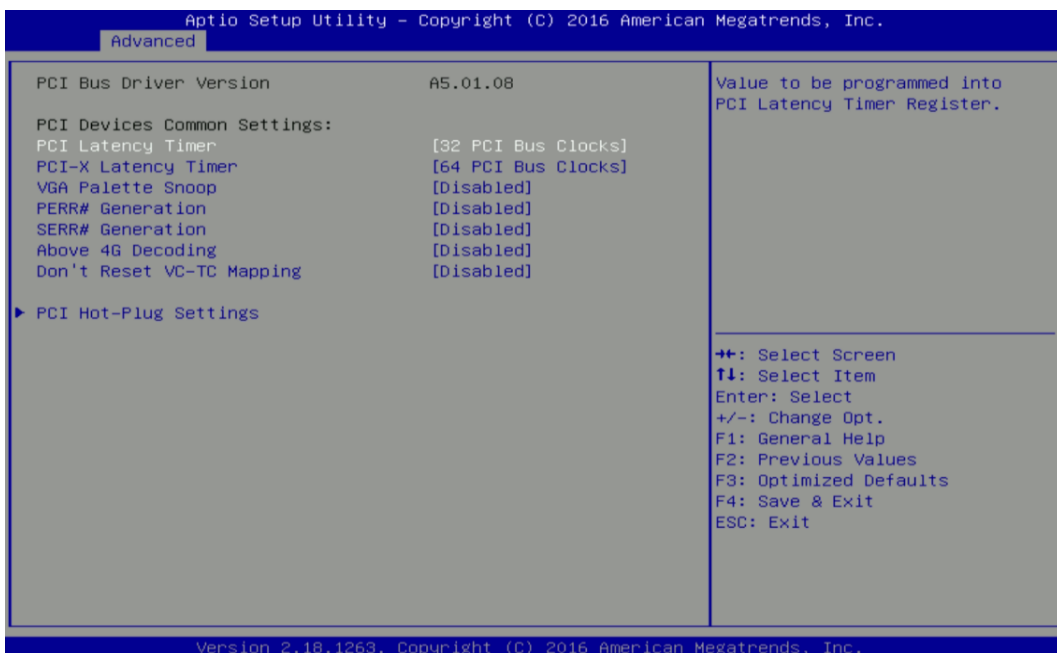 Aptio Setup Utility – Copyright (C) 2016 American Megatrends, Inc.
Advanced
PCI Bus Driver Version A5.01.08
PCI Devices Common Settings:
PCI Latency Timer [32 PCI Bus Clocks]
PCI-X Latency Timer [64 PCI Bus Clocks]
VGA Palette Snoop [Disabled]
PERR# Generation [Disabled]
SERR# Generation [Disabled]
Above 4G Decoding [Disabled]
Don't Reset VC-TC Mapping [Disabled]
▶ PCI Hot-Plug Settings
Value to be programmed into
PCI Latency Timer Register.
→←: Select Screen
↑↓: Select Item
Enter: Select
+/-: Change Opt.
F1: General Help
F2: Previous Values
F3: Optimized Defaults
F4: Save & Exit
ESC: Exit
Version 2.18.1263. Copyright (C) 2016 American Megatrends, Inc.